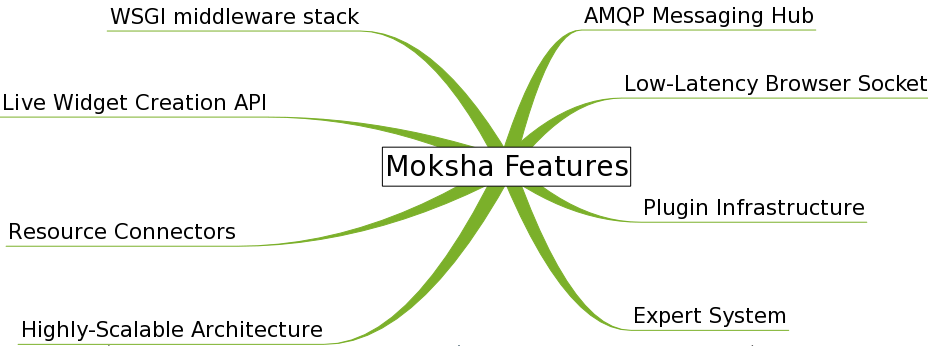 WSGI middleware stack
AMQP Messaging Hub
Live Widget Creation API
Low-Latency Browser Socket
Moksha Features
Resource Connectors
Plugin Infrastructure
Highly-Scalable Architecture
Expert System